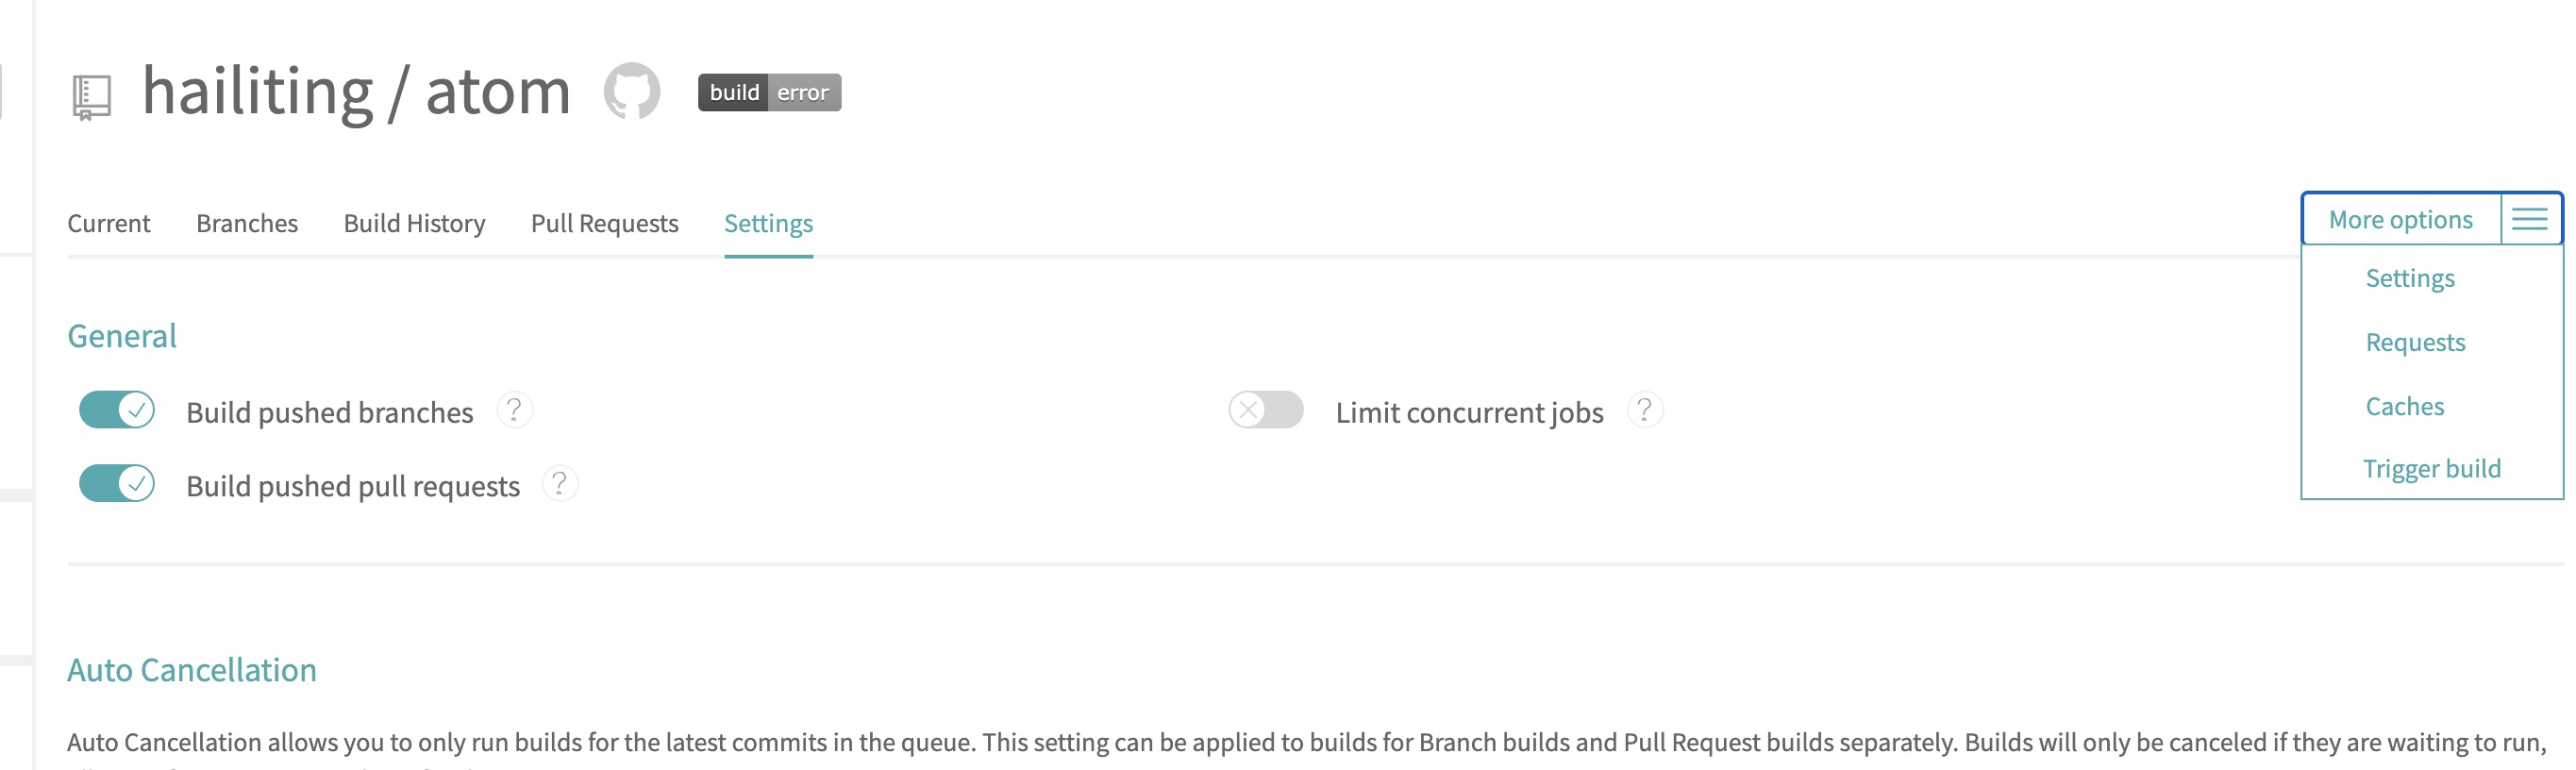 hailiting / atom
build error
Current Branches Build History Pull Requests Settings
More options
Settings
Requests
Caches
Trigger build
General
Build pushed branches ?
Limit concurrent jobs ?
Build pushed pull requests ?
Auto Cancellation
Auto Cancellation allows you to only run builds for the latest commits in the queue. This setting can be applied to builds for Branch builds and Pull Request builds separately. Builds will only be canceled if they are waiting to run,